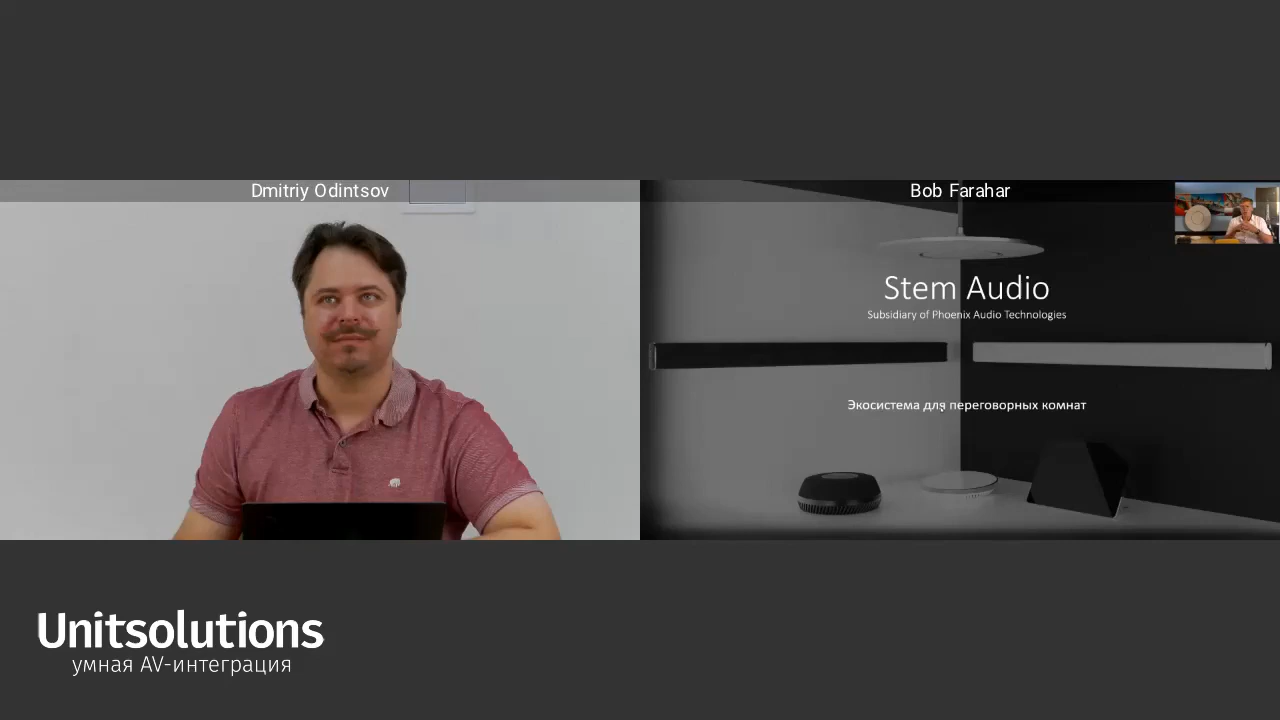 Dmitriy Odintsov
Bob Farahar
Stem Audio
Subsidiary of Phoenix Audio Technologies
Экосистема для переговорных комнат
Unitsolutions
умная AV-интеграция